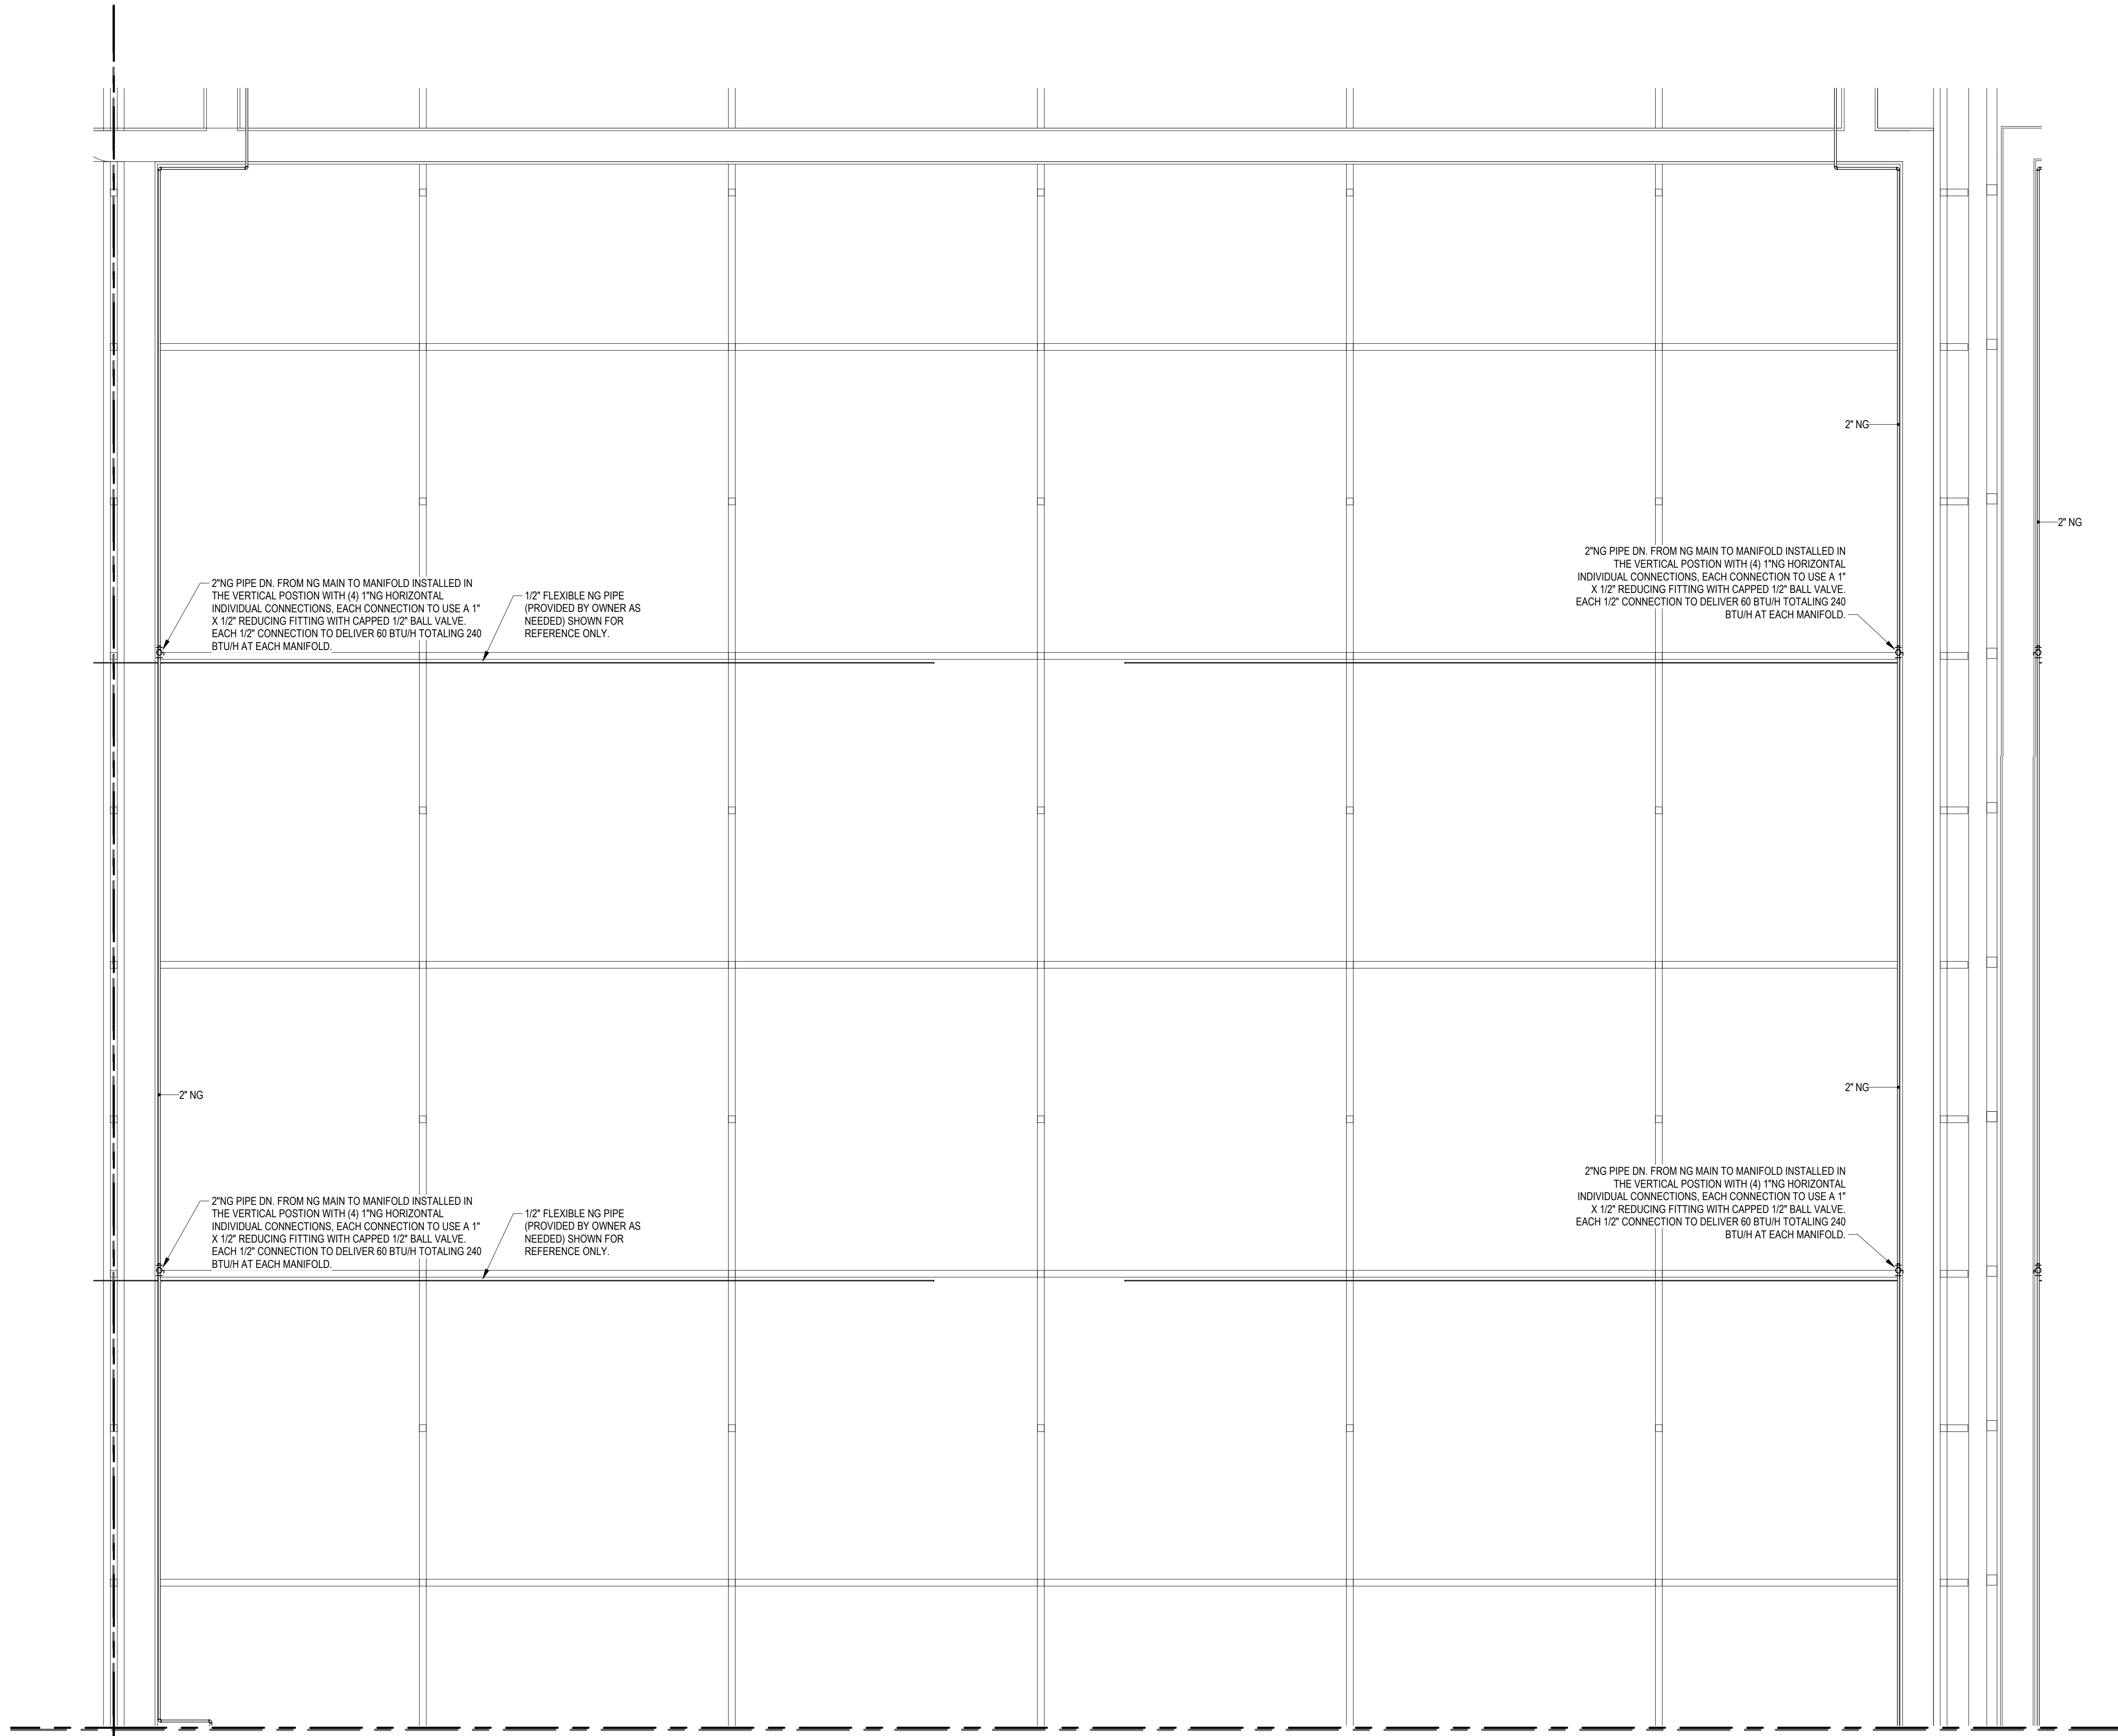 2" NG
2" NG
2"NG PIPE DN. FROM NG MAIN TO MANIFOLD INSTALLED IN
THE VERTICAL POSTION WITH (4) 1"NG HORIZONTAL
INDIVIDUAL CONNECTIONS, EACH CONNECTION TO USE A 1"
X 1/2" REDUCING FITTING WITH CAPPED 1/2" BALL VALVE.
EACH 1/2" CONNECTION TO DELIVER 60 BTU/H TOTALING 240
BTU/H AT EACH MANIFOLD.
1/2" FLEXIBLE NG PIPE
(PROVIDED BY OWNER AS
NEEDED) SHOWN FOR
REFERENCE ONLY.
2"NG PIPE DN. FROM NG MAIN TO MANIFOLD INSTALLED IN
THE VERTICAL POSTION WITH (4) 1"NG HORIZONTAL
INDIVIDUAL CONNECTIONS, EACH CONNECTION TO USE A 1"
X 1/2" REDUCING FITTING WITH CAPPED 1/2" BALL VALVE.
EACH 1/2" CONNECTION TO DELIVER 60 BTU/H TOTALING 240
BTU/H AT EACH MANIFOLD.
2" NG
2" NG
2"NG PIPE DN. FROM NG MAIN TO MANIFOLD INSTALLED IN
THE VERTICAL POSTION WITH (4) 1"NG HORIZONTAL
INDIVIDUAL CONNECTIONS, EACH CONNECTION TO USE A 1"
X 1/2" REDUCING FITTING WITH CAPPED 1/2" BALL VALVE.
EACH 1/2" CONNECTION TO DELIVER 60 BTU/H TOTALING 240
BTU/H AT EACH MANIFOLD.
1/2" FLEXIBLE NG PIPE
(PROVIDED BY OWNER AS
NEEDED) SHOWN FOR
REFERENCE ONLY.
2"NG PIPE DN. FROM NG MAIN TO MANIFOLD INSTALLED IN
THE VERTICAL POSTION WITH (4) 1"NG HORIZONTAL
INDIVIDUAL CONNECTIONS, EACH CONNECTION TO USE A 1"
X 1/2" REDUCING FITTING WITH CAPPED 1/2" BALL VALVE.
EACH 1/2" CONNECTION TO DELIVER 60 BTU/H TOTALING 240
BTU/H AT EACH MANIFOLD.